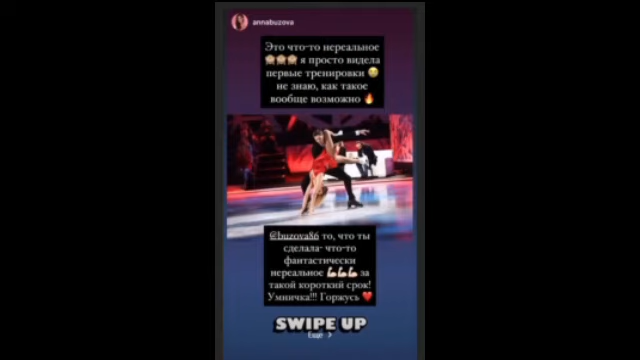 annabuzova
Это что-то нереальное
🙈🙈🙈 я просто видела
первые тренировки 😭
не знаю, как такое
вообще возможно 🔥
@buzova86 то, что ты
сделала- что-то
фантастически
нереальное 💪🏻💪🏻💪🏻 за
такой короткий срок!
Умничка!!! Горжусь ❤️
SWIPE UP
Ещё >